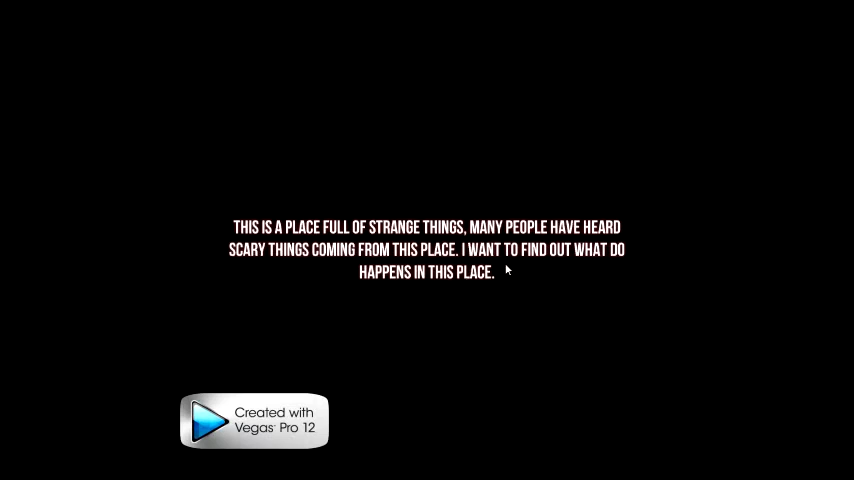 THIS IS A PLACE FULL OF STRANGE THINGS, MANY PEOPLE HAVE HEARD
SCARY THINGS COMING FROM THIS PLACE. I WANT TO FIND OUT WHAT DO
HAPPENS IN THIS PLACE.
Created with
Vegas™ Pro 12